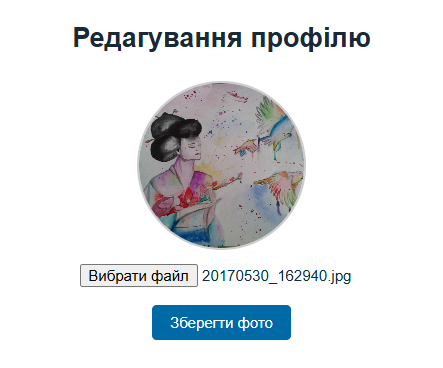 Редагування профілю
Вибрати файл 20170530_162940.jpg
Зберегти фото